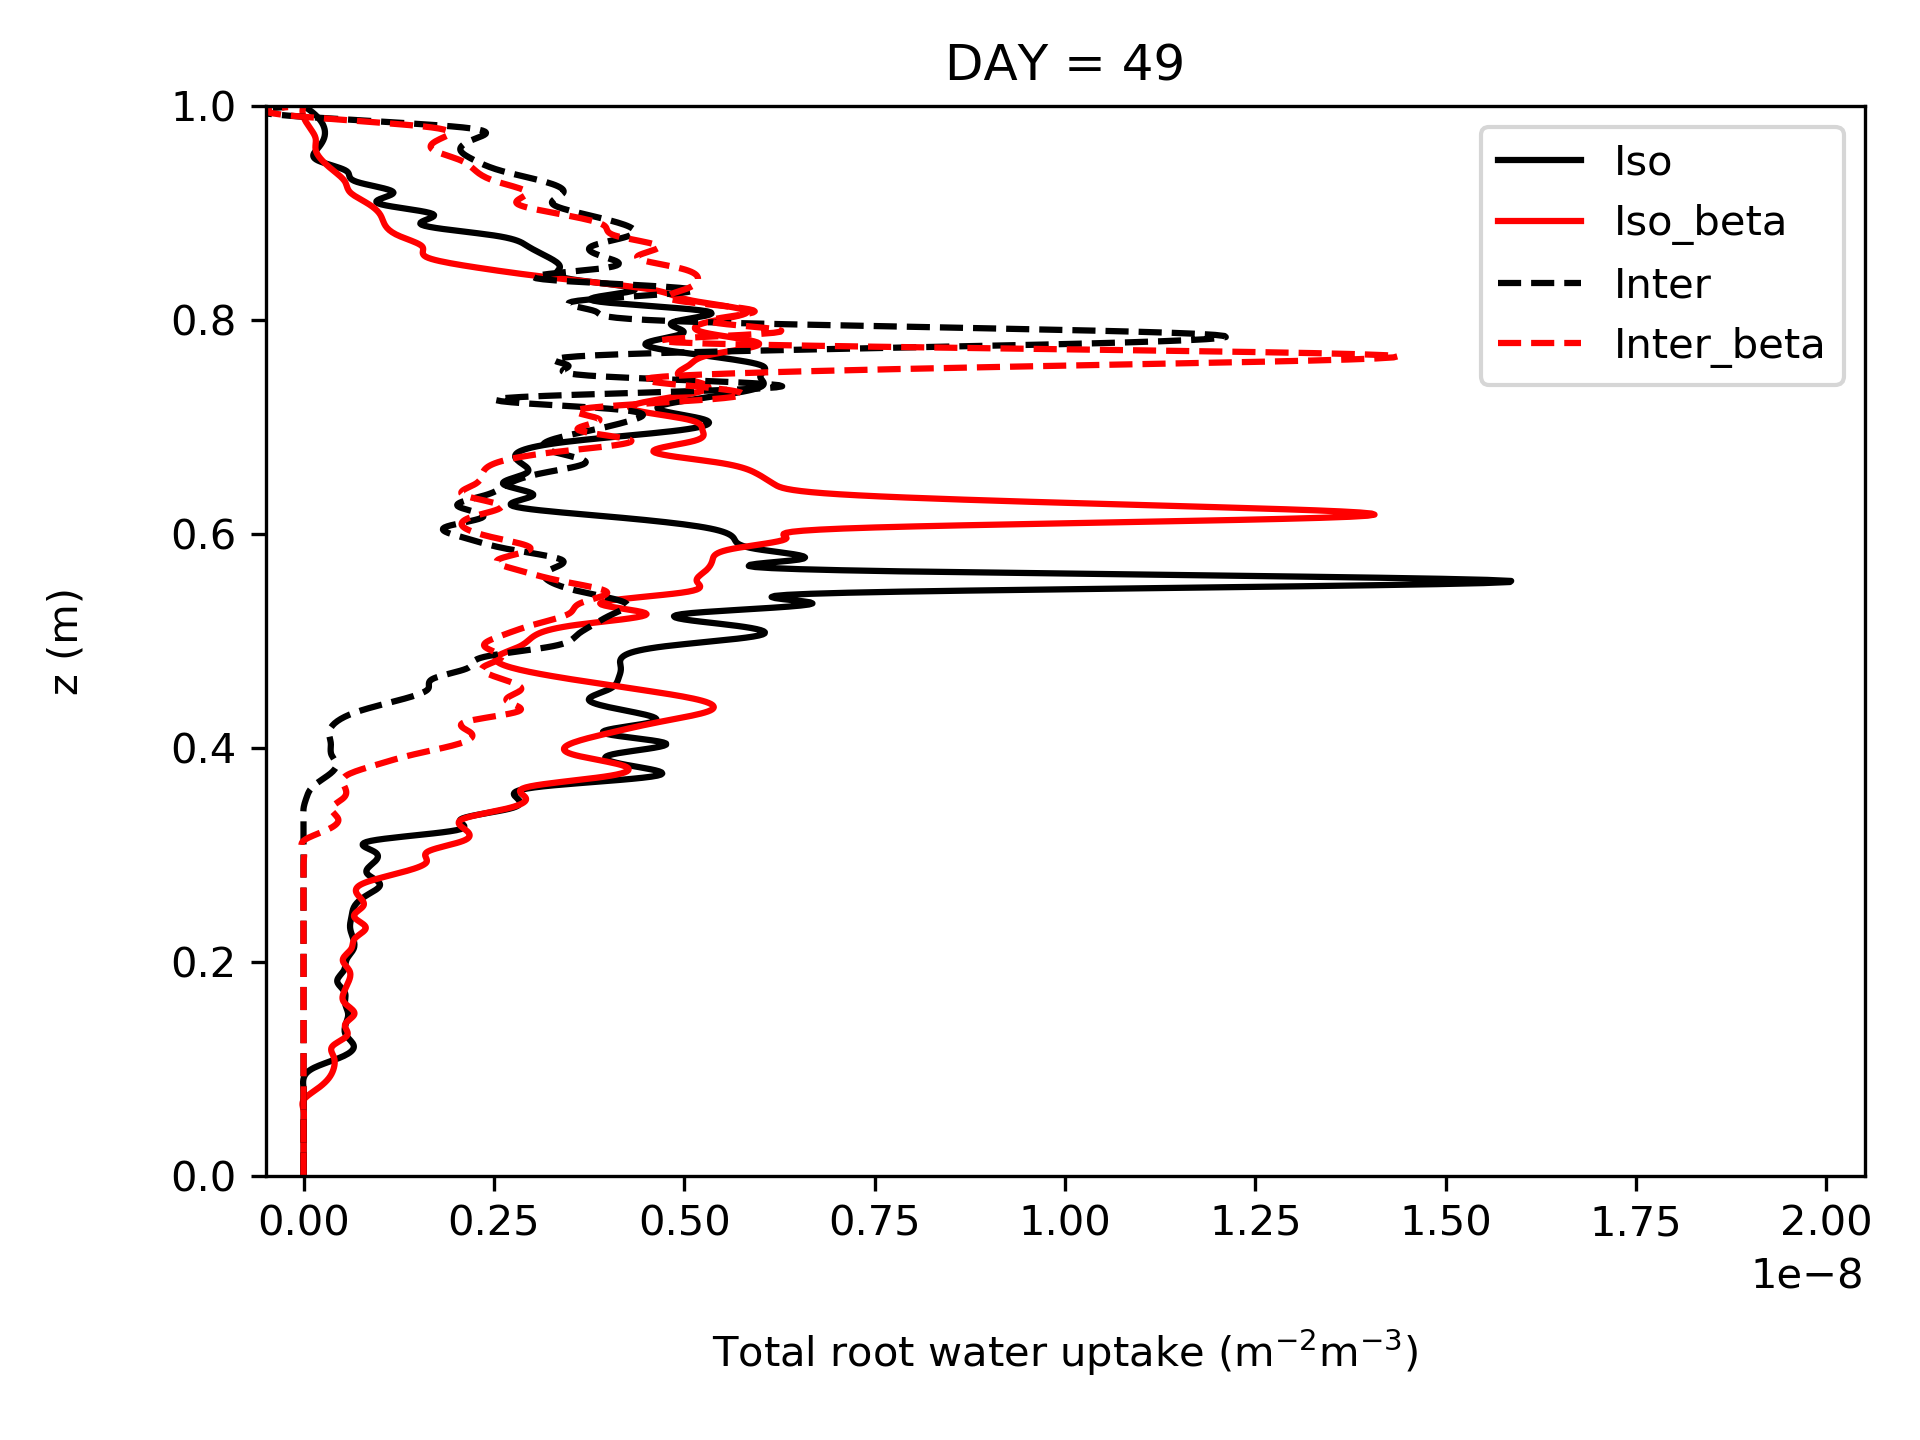 DAY = 49
1.0
0.8
0.6
0.4
0.2
0.0
z (m)
Iso
Iso_beta
Inter
Inter_beta
0.00 0.25 0.50 0.75 1.00 1.25 1.50 1.75 2.00
1e−8
Total root water uptake (m⁻²m⁻³)